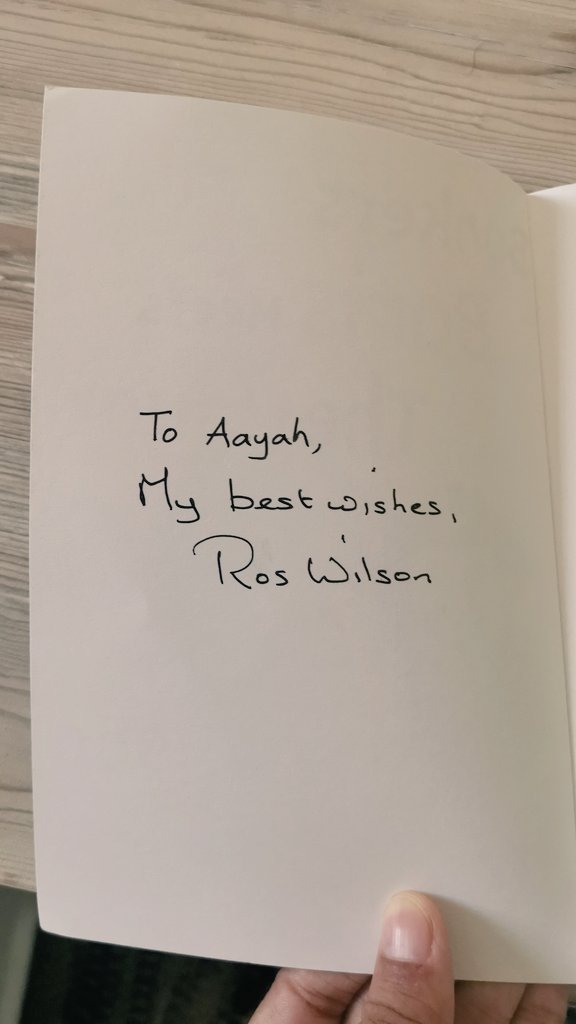 To Aayah,
My best wishes,
Ros Wilson